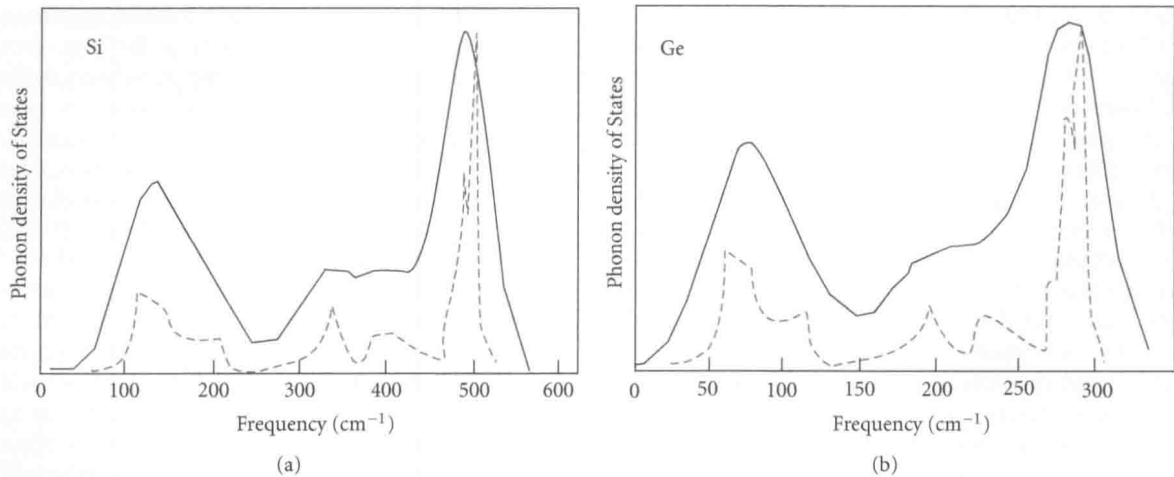 Si
Phonon density of States
0 100 200 300 400 500 600
Frequency (cm−1)
(a)
Ge
Phonon density of States
0 50 100 150 200 250 300
Frequency (cm−1)
(b)